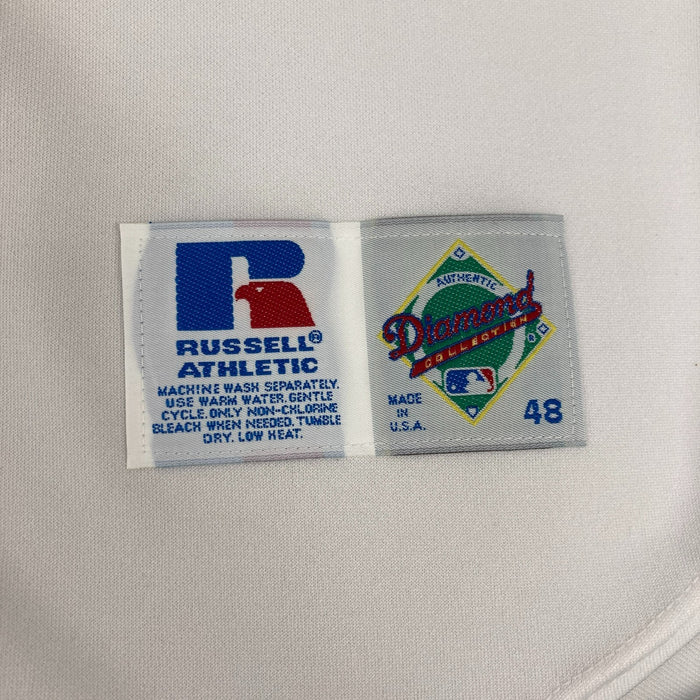 RUSSELL®
ATHLETIC
MACHINE WASH SEPARATELY.
USE WARM WATER.GENTLE
CYCLE.ONLY NON-CHLORINE
BLEACH WHEN NEEDED.TUMBLE
DRY. LOW HEAT.
AUTHENTIC
Diamond
COLLECTION
MADE
IN
U.S.A.
48